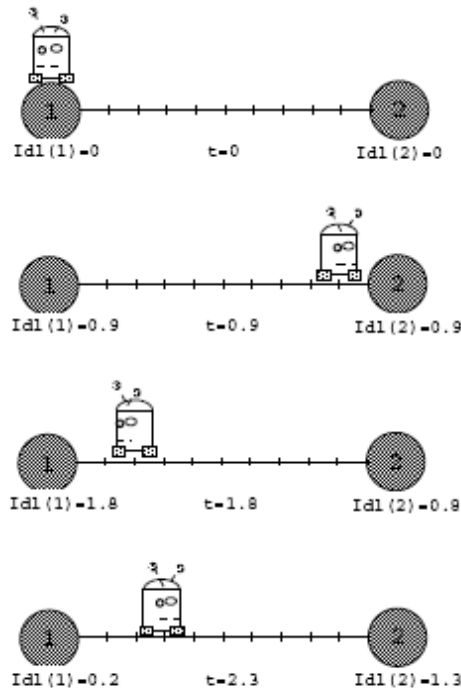 1 2
Idl(1)=0 t=0 Idl(2)=0
1 2
Idl(1)=0.9 t=0.9 Idl(2)=0.9
1 2
Idl(1)=1.8 t=1.8 Idl(2)=0.8
1 2
Idl(1)=0.2 t=2.3 Idl(2)=1.3